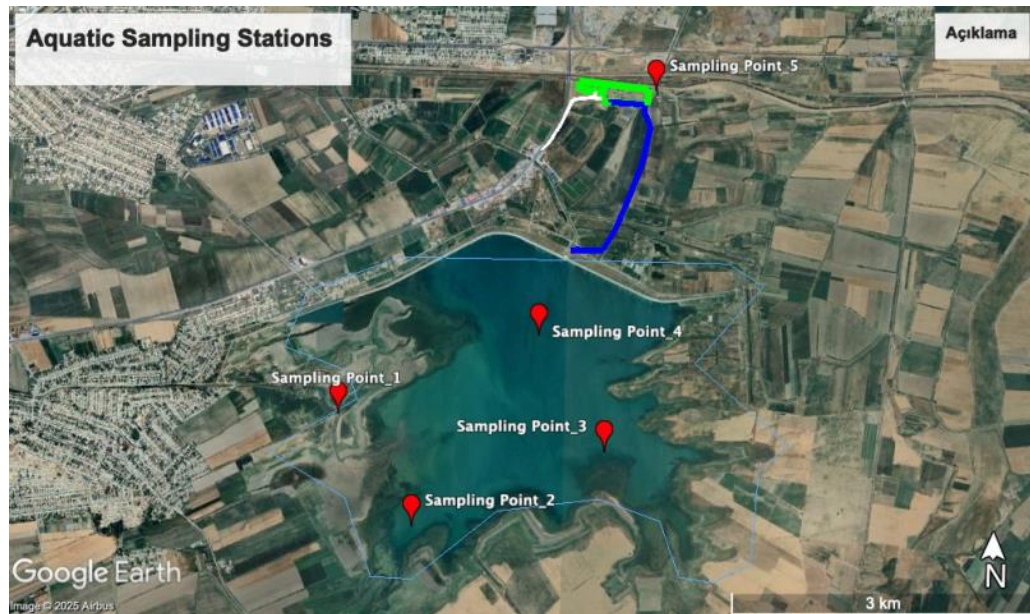 Aquatic Sampling Stations
Açıklama
Sampling Point_5
Sampling Point_4
Sampling Point_1
Sampling Point_3
Sampling Point_2
Google Earth
Image © 2025 Airbus
3 km
N